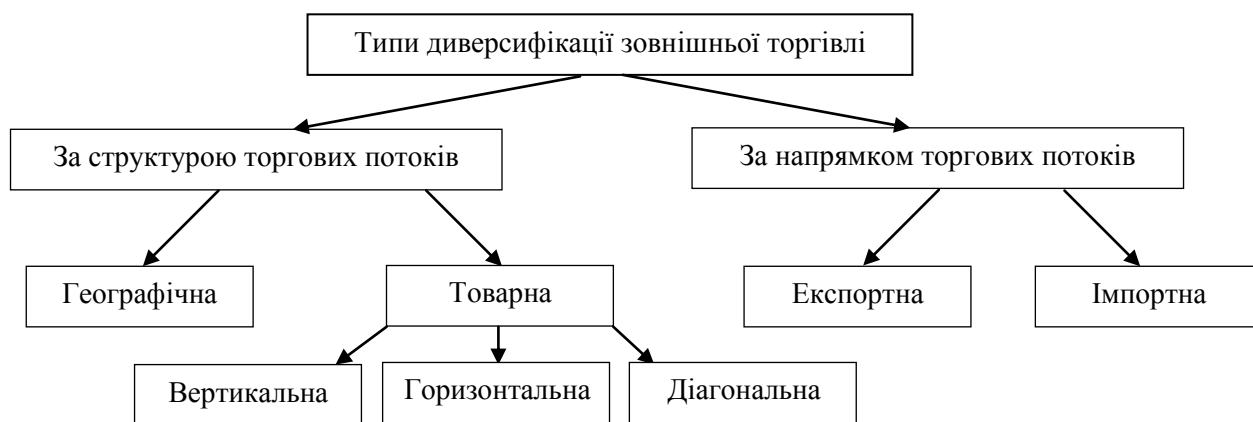 Типи диверсифікації зовнішньої торгівлі
За структурою торгових потоків
За напрямком торгових потоків
Географічна
Товарна
Експортна
Імпортна
Вертикальна
Горизонтальна
Діагональна